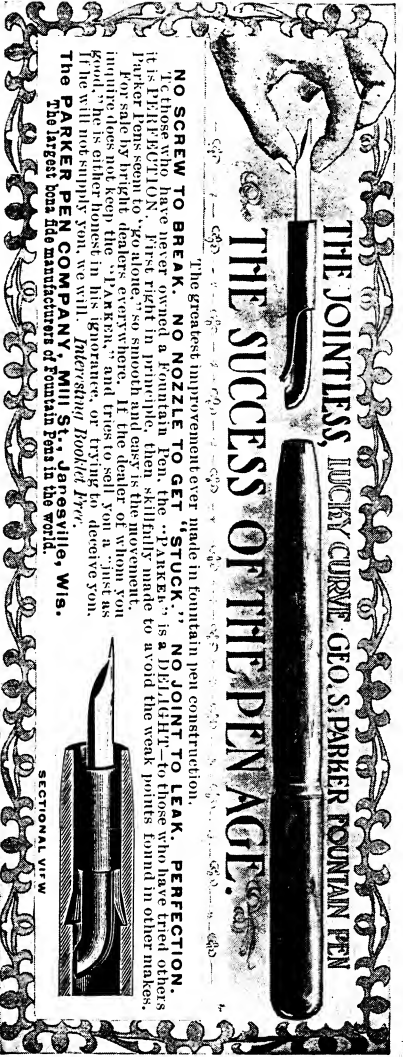 THE JOINTLESS, LUCKY CURVE, GEO. S. PARKER FOUNTAIN PEN
THE SUCCESS OF THE PEN AGE.
The greatest improvement ever made in fountain pen construction.
NO SCREW TO BREAK. NO NOZZLE TO GET "STUCK." NO JOINT TO LEAK. PERFECTION.
To those who have never owned a Fountain Pen, the "PARKER" is a DELIGHT—to those who have tried others
it is PERFECTION. First right in principle, then skillfully made to avoid the weak points found in other makes.
Parker Pens seem to "go alone," so smooth and easy is the movement.
For sale by bright dealers everywhere. If the dealer of whom you
inquire does not keep the "PARKER," and tries to sell you a "just as
good," he is either honest in his ignorance, or trying to deceive you.
If he will not supply you, we will. Interesting Booklet Free.
The PARKER PEN COMPANY, Mill St., Janesville, Wis.
The largest bona fide manufacturers of Fountain Pens in the world.
SECTIONAL VIEW